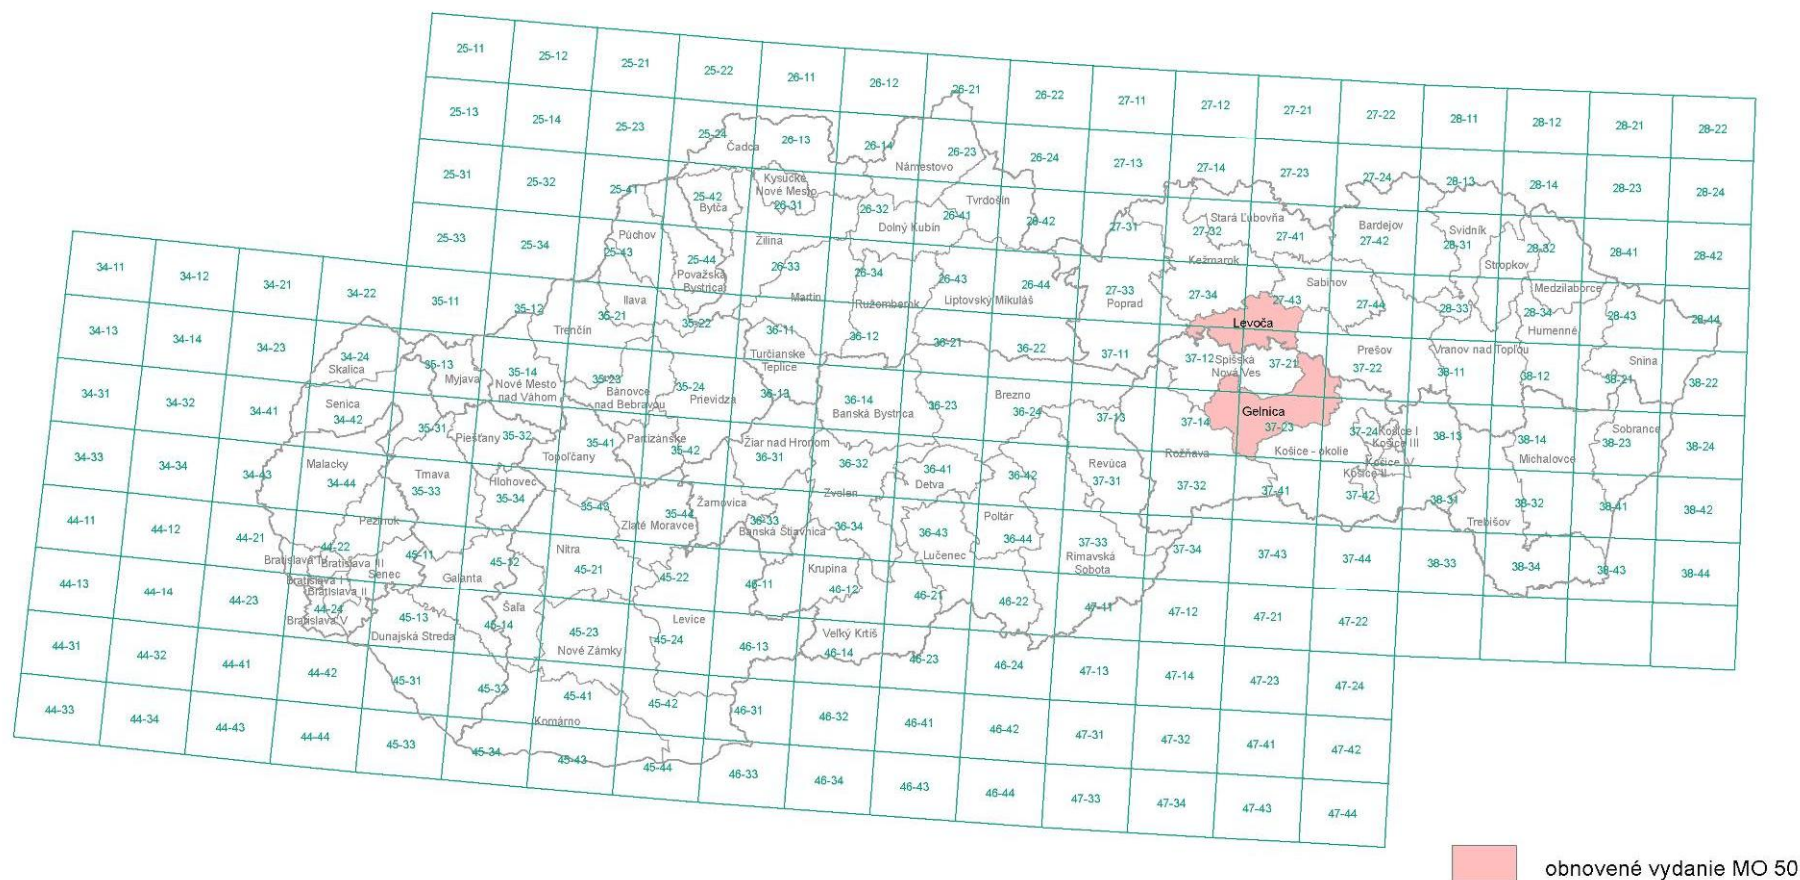 25-11 25-12 25-21 25-22 26-11 26-12 26-21 26-22 27-11 27-12 27-21 27-22 28-11 28-12 28-21 28-22
25-13 25-14 25-23 25-24 26-13 26-14 26-23 26-24 27-13 27-14 27-23 27-24 28-13 28-14 28-23 28-24
Čadca
Námestovo
25-31 25-32 25-41 25-42 26-31 26-32 26-41 26-42 27-31 27-32 27-41 27-42 28-31 28-32 28-41 28-42
Kysucké
Nové Mesto
Bytča
Tvrdošín
Dolný Kubín
Stará Ľubovňa
Bardejov
Svidník
Stropkov
25-33 25-34 25-43 25-44 26-33 26-34 26-43 26-44 27-33 27-34 27-43 27-44 28-33 28-34 28-43 28-44
Púchov
Žilina
Považská
Bystrica
Kežmarok
Sabinov
Medzilaborce
Ilava
Martin
Ružomberok
Liptovský Mikuláš
Poprad
Levoča
Humenné
34-11 34-12 34-21 34-22 35-11 35-12 35-21 35-22 36-11 36-12 36-21 36-22 37-11 37-12 37-21 37-22 38-11 38-12 38-21 38-22
Trenčín
Turčianske
Teplice
Spišská
Nová Ves
Prešov
Vranov nad Topľou
Snina
34-13 34-14 34-23 34-24 35-13 35-14 35-23 35-24 36-13 36-14 36-23 36-24 37-13 37-14 37-23 37-24 38-13 38-14 38-23 38-24
Skalica
Myjava
Nové Mesto
nad Váhom
Bánovce
nad Bebravou
Prievidza
Banská Bystrica
Brezno
Gelnica
Košice I
Košice III
Košice - okolie
Košice II
Michalovce
Sobrance
34-31 34-32 34-41 34-42 35-31 35-32 35-41 35-42 36-31 36-32 36-41 36-42 37-31 37-32 37-41 37-42 38-31 38-32 38-41 38-42
Senica
Piešťany
Topoľčany
Partizánske
Žiar nad Hronom
Zvolen
Detva
Revúca
Rožňava
Trebišov
34-33 34-34 34-43 34-44 35-33 35-34 35-43 35-44 36-33 36-34 36-43 36-44 37-33 37-34 37-43 37-44 38-33 38-34 38-43 38-44
Malacky
Trnava
Hlohovec
Pezinok
Zlaté Moravce
Žarnovica
Banská Štiavnica
Lučenec
Poltár
Rimavská
Sobota
44-11 44-12 44-21 44-22 45-11 45-12 45-21 45-22 46-11 46-12 46-21 46-22 47-11 47-12 47-21 47-22
Bratislava IV
Bratislava III
Bratislava I
Bratislava II
Senec
Galanta
Nitra
Krupina
44-13 44-14 44-23 44-24 45-13 45-14 45-23 45-24 46-13 46-14 46-23 46-24 47-13 47-14 47-23 47-24
Bratislava V
Dunajská Streda
Šaľa
Nové Zámky
Levice
Veľký Krtíš
44-31 44-32 44-41 44-42 45-31 45-32 45-41 45-42 46-31 46-32 46-41 46-42 47-31 47-32 47-41 47-42
Komárno
44-33 44-34 44-43 44-44 45-33 45-34 45-43 45-44 46-33 46-34 46-43 46-44 47-33 47-34 47-43 47-44
obnovené vydanie MO 50